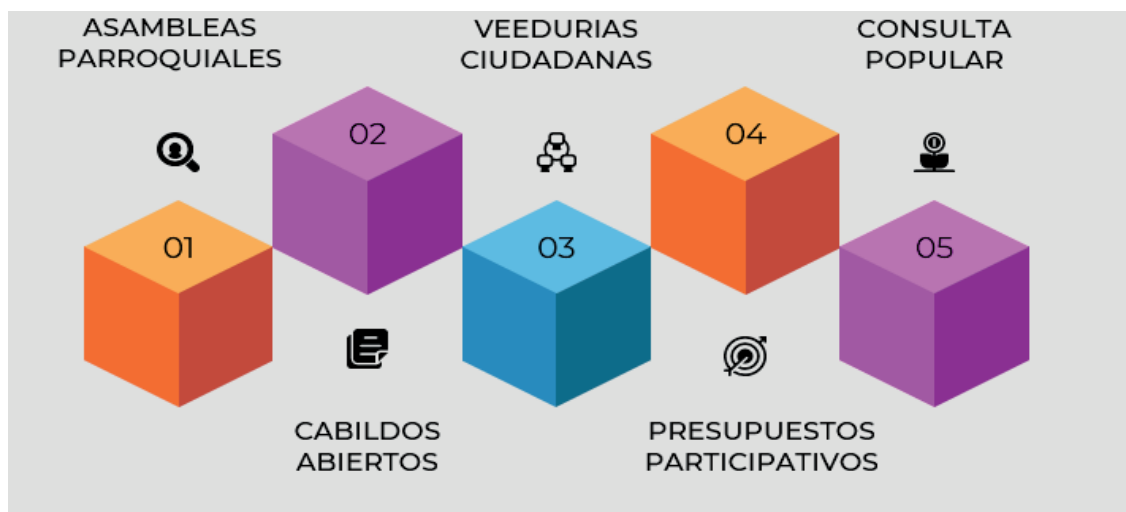 ASAMBLEAS
PARROQUIALES
VEEDURIAS
CIUDADANAS
CONSULTA
POPULAR
02
04
01
03
05
CABILDOS
ABIERTOS
PRESUPUESTOS
PARTICIPATIVOS